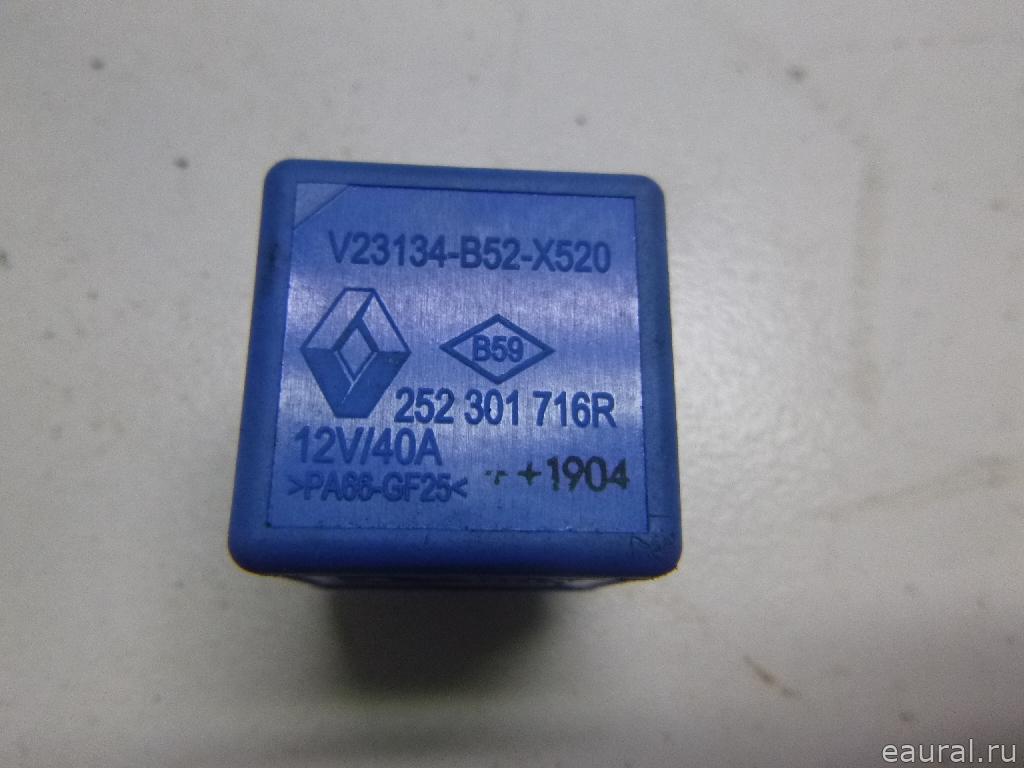 V23134-B52-X520
B59
252 301 716R
12V/40A
>PA66-GF25<
+1904
eaural.ru